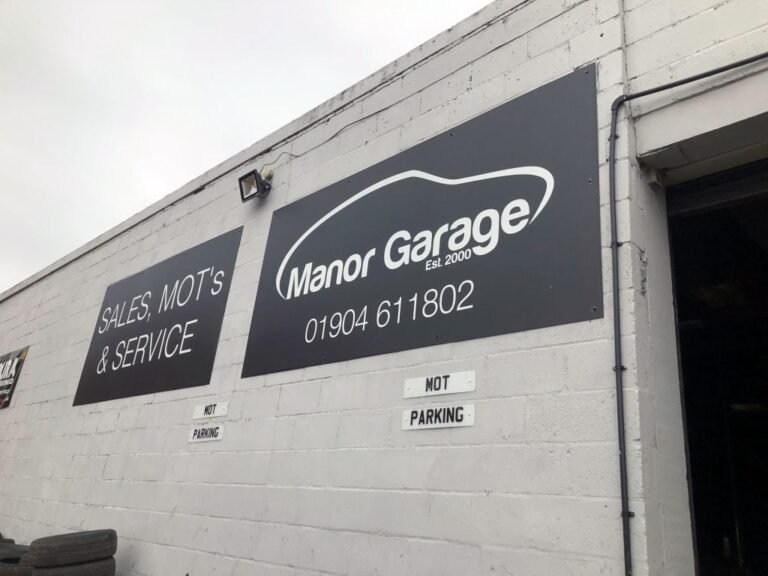 SALES, MOT's
& SERVICE
Manor Garage
Est. 2000
01904 611802
MOT
PARKING
MOT
PARKING